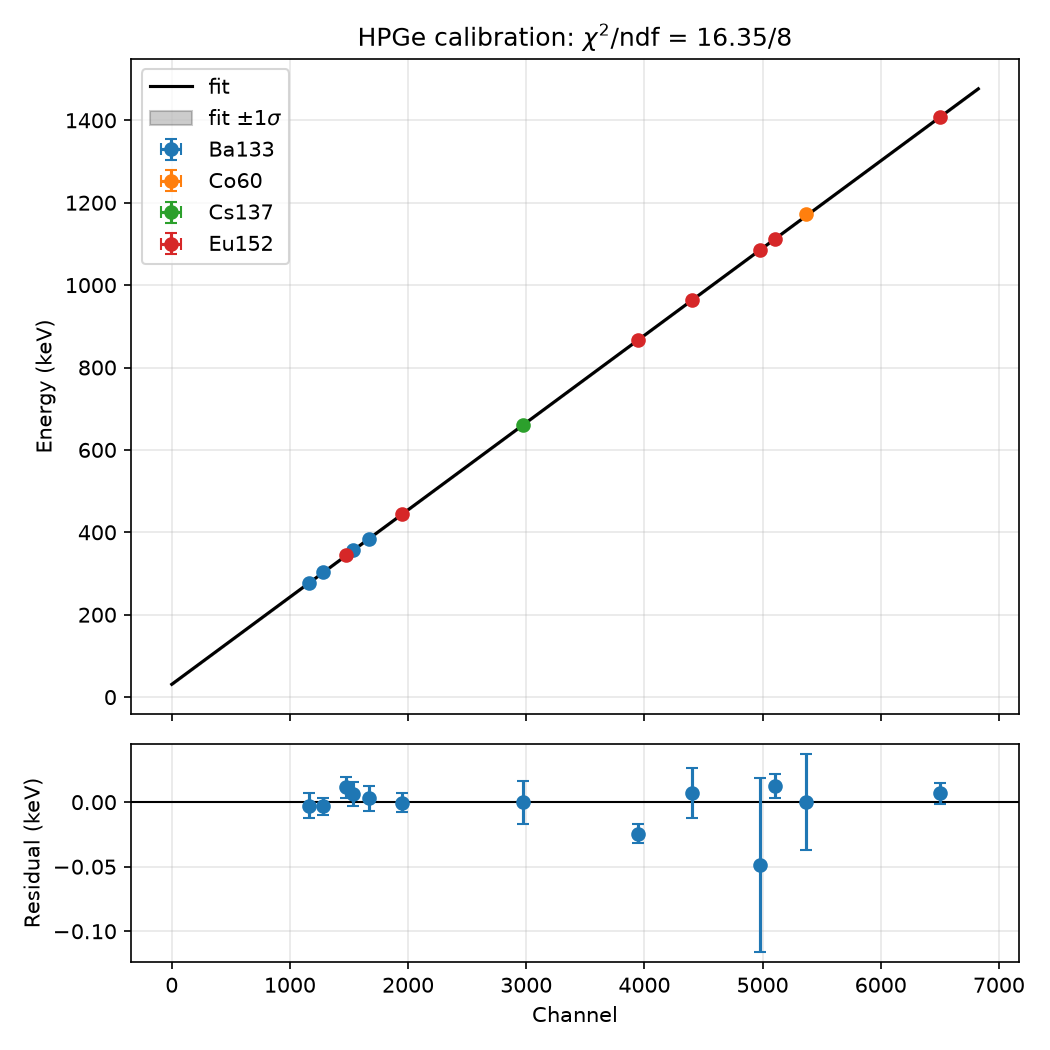 HPGe calibration: χ²/ndf = 16.35/8
fit
fit ±1σ
Ba133
Co60
Cs137
Eu152
1400
1200
1000
800
600
400
200
0
Energy (keV)
0.00
−0.05
−0.10
Residual (keV)
0 1000 2000 3000 4000 5000 6000 7000
Channel